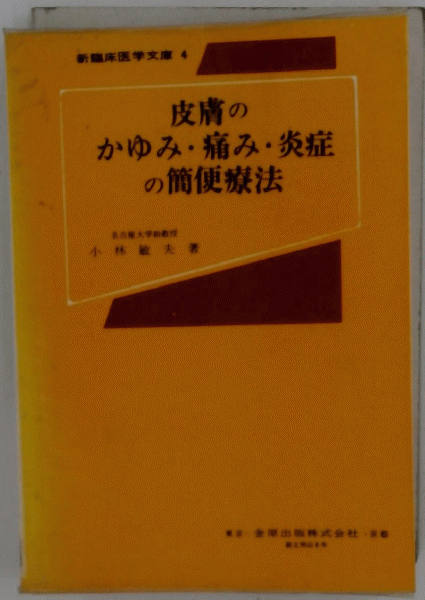 新臨床医学文庫 4
皮膚の
かゆみ・痛み・炎症
の簡便療法
名古屋大学助教授
小林敏夫著
東京・金原出版株式会社・京都